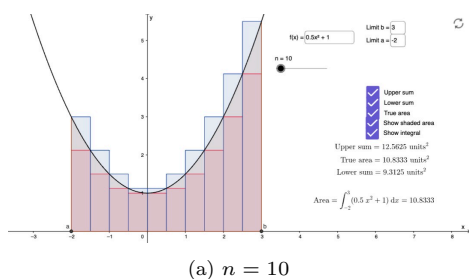 y
f(x) = 0.5x² + 1
Limit b = 3
Limit a = -2
n = 10
Upper sum
Lower sum
True area
Show shaded area
Show integral
Upper sum = 12.5625 units²
True area = 10.8333 units²
Lower sum = 9.3125 units²
Area = ∫₋₂³ (0.5 x² + 1) dx = 10.8333
5
4
3
2
1
a
b
x
-3 -2 -1 0 1 2 3 4 5 6 7 8
(a) n = 10